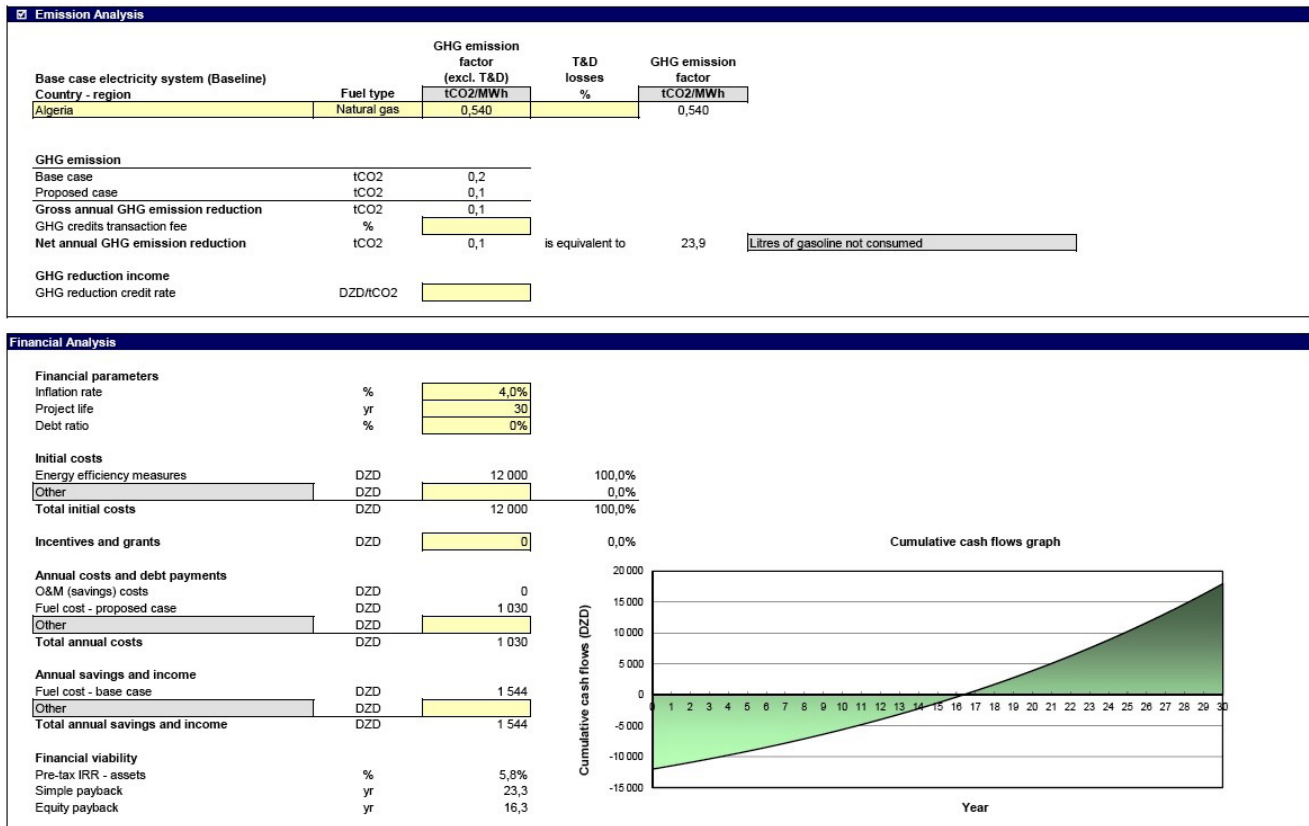 Emission Analysis
GHG emission
factor T&D GHG emission
Base case electricity system (Baseline) (excl. T&D) losses factor
Country - region Fuel type tCO2/MWh % tCO2/MWh
Algeria Natural gas 0,540 0,540
GHG emission
Base case tCO2 0,2
Proposed case tCO2 0,1
Gross annual GHG emission reduction tCO2 0,1
GHG credits transaction fee %
Net annual GHG emission reduction tCO2 0,1 is equivalent to 23,9 Litres of gasoline not consumed
GHG reduction income
GHG reduction credit rate DZD/tCO2
Financial Analysis
Financial parameters
Inflation rate % 4,0%
Project life yr 30
Debt ratio % 0%
Initial costs
Energy efficiency measures DZD 12 000 100,0%
Other DZD 0,0%
Total initial costs DZD 12 000 100,0%
Incentives and grants DZD 0 0,0%
Annual costs and debt payments
O&M (savings) costs DZD 0
Fuel cost - proposed case DZD 1 030
Other DZD
Total annual costs DZD 1 030
Annual savings and income
Fuel cost - base case DZD 1 544
Other DZD
Total annual savings and income DZD 1 544
Financial viability
Pre-tax IRR - assets % 5,8%
Simple payback yr 23,3
Equity payback yr 16,3
Cumulative cash flows graph
Cumulative cash flows (DZD)
20 000
15 000
10 000
5 000
0
-5 000
-10 000
-15 000
0 1 2 3 4 5 6 7 8 9 10 11 12 13 14 15 16 17 18 19 20 21 22 23 24 25 26 27 28 29 30
Year